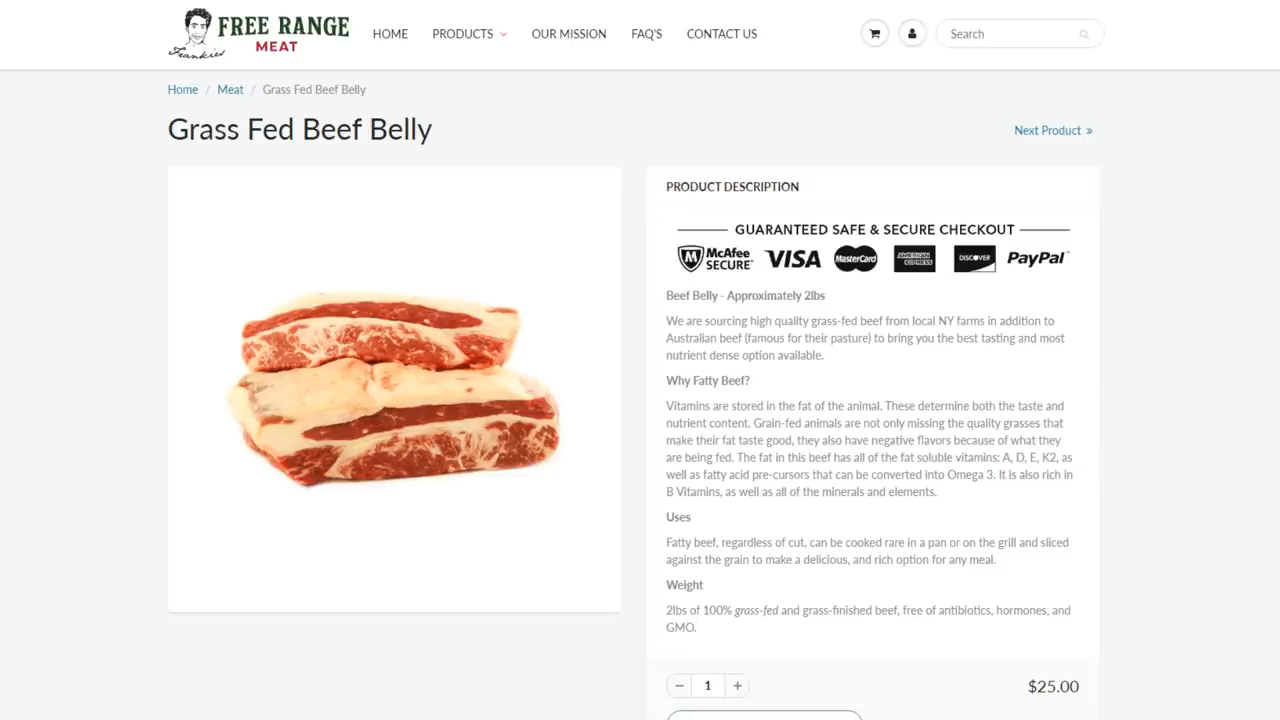 Frankies
FREE RANGE
MEAT
HOME PRODUCTS OUR MISSION FAQ'S CONTACT US Search
Home / Meat / Grass Fed Beef Belly
Grass Fed Beef Belly
Next Product »
PRODUCT DESCRIPTION
GUARANTEED SAFE & SECURE CHECKOUT
McAfee SECURE VISA MasterCard AMERICAN EXPRESS DISCOVER PayPal
Beef Belly - Approximately 2lbs
We are sourcing high quality grass-fed beef from local NY farms in addition to
Australian beef (famous for their pasture) to bring you the best tasting and most
nutrient dense option available.
Why Fatty Beef?
Vitamins are stored in the fat of the animal. These determine both the taste and
nutrient content. Grain-fed animals are not only missing the quality grasses that
make their fat taste good, they also have negative flavors because of what they
are being fed. The fat in this beef has all of the fat soluble vitamins: A, D, E, K2, as
well as fatty acid pre-cursors that can be converted into Omega 3. It is also rich in
B Vitamins, as well as all of the minerals and elements.
Uses
Fatty beef, regardless of cut, can be cooked rare in a pan or on the grill and sliced
against the grain to make a delicious, and rich option for any meal.
Weight
2lbs of 100% grass-fed and grass-finished beef, free of antibiotics, hormones, and
GMO.
− 1 + $25.00